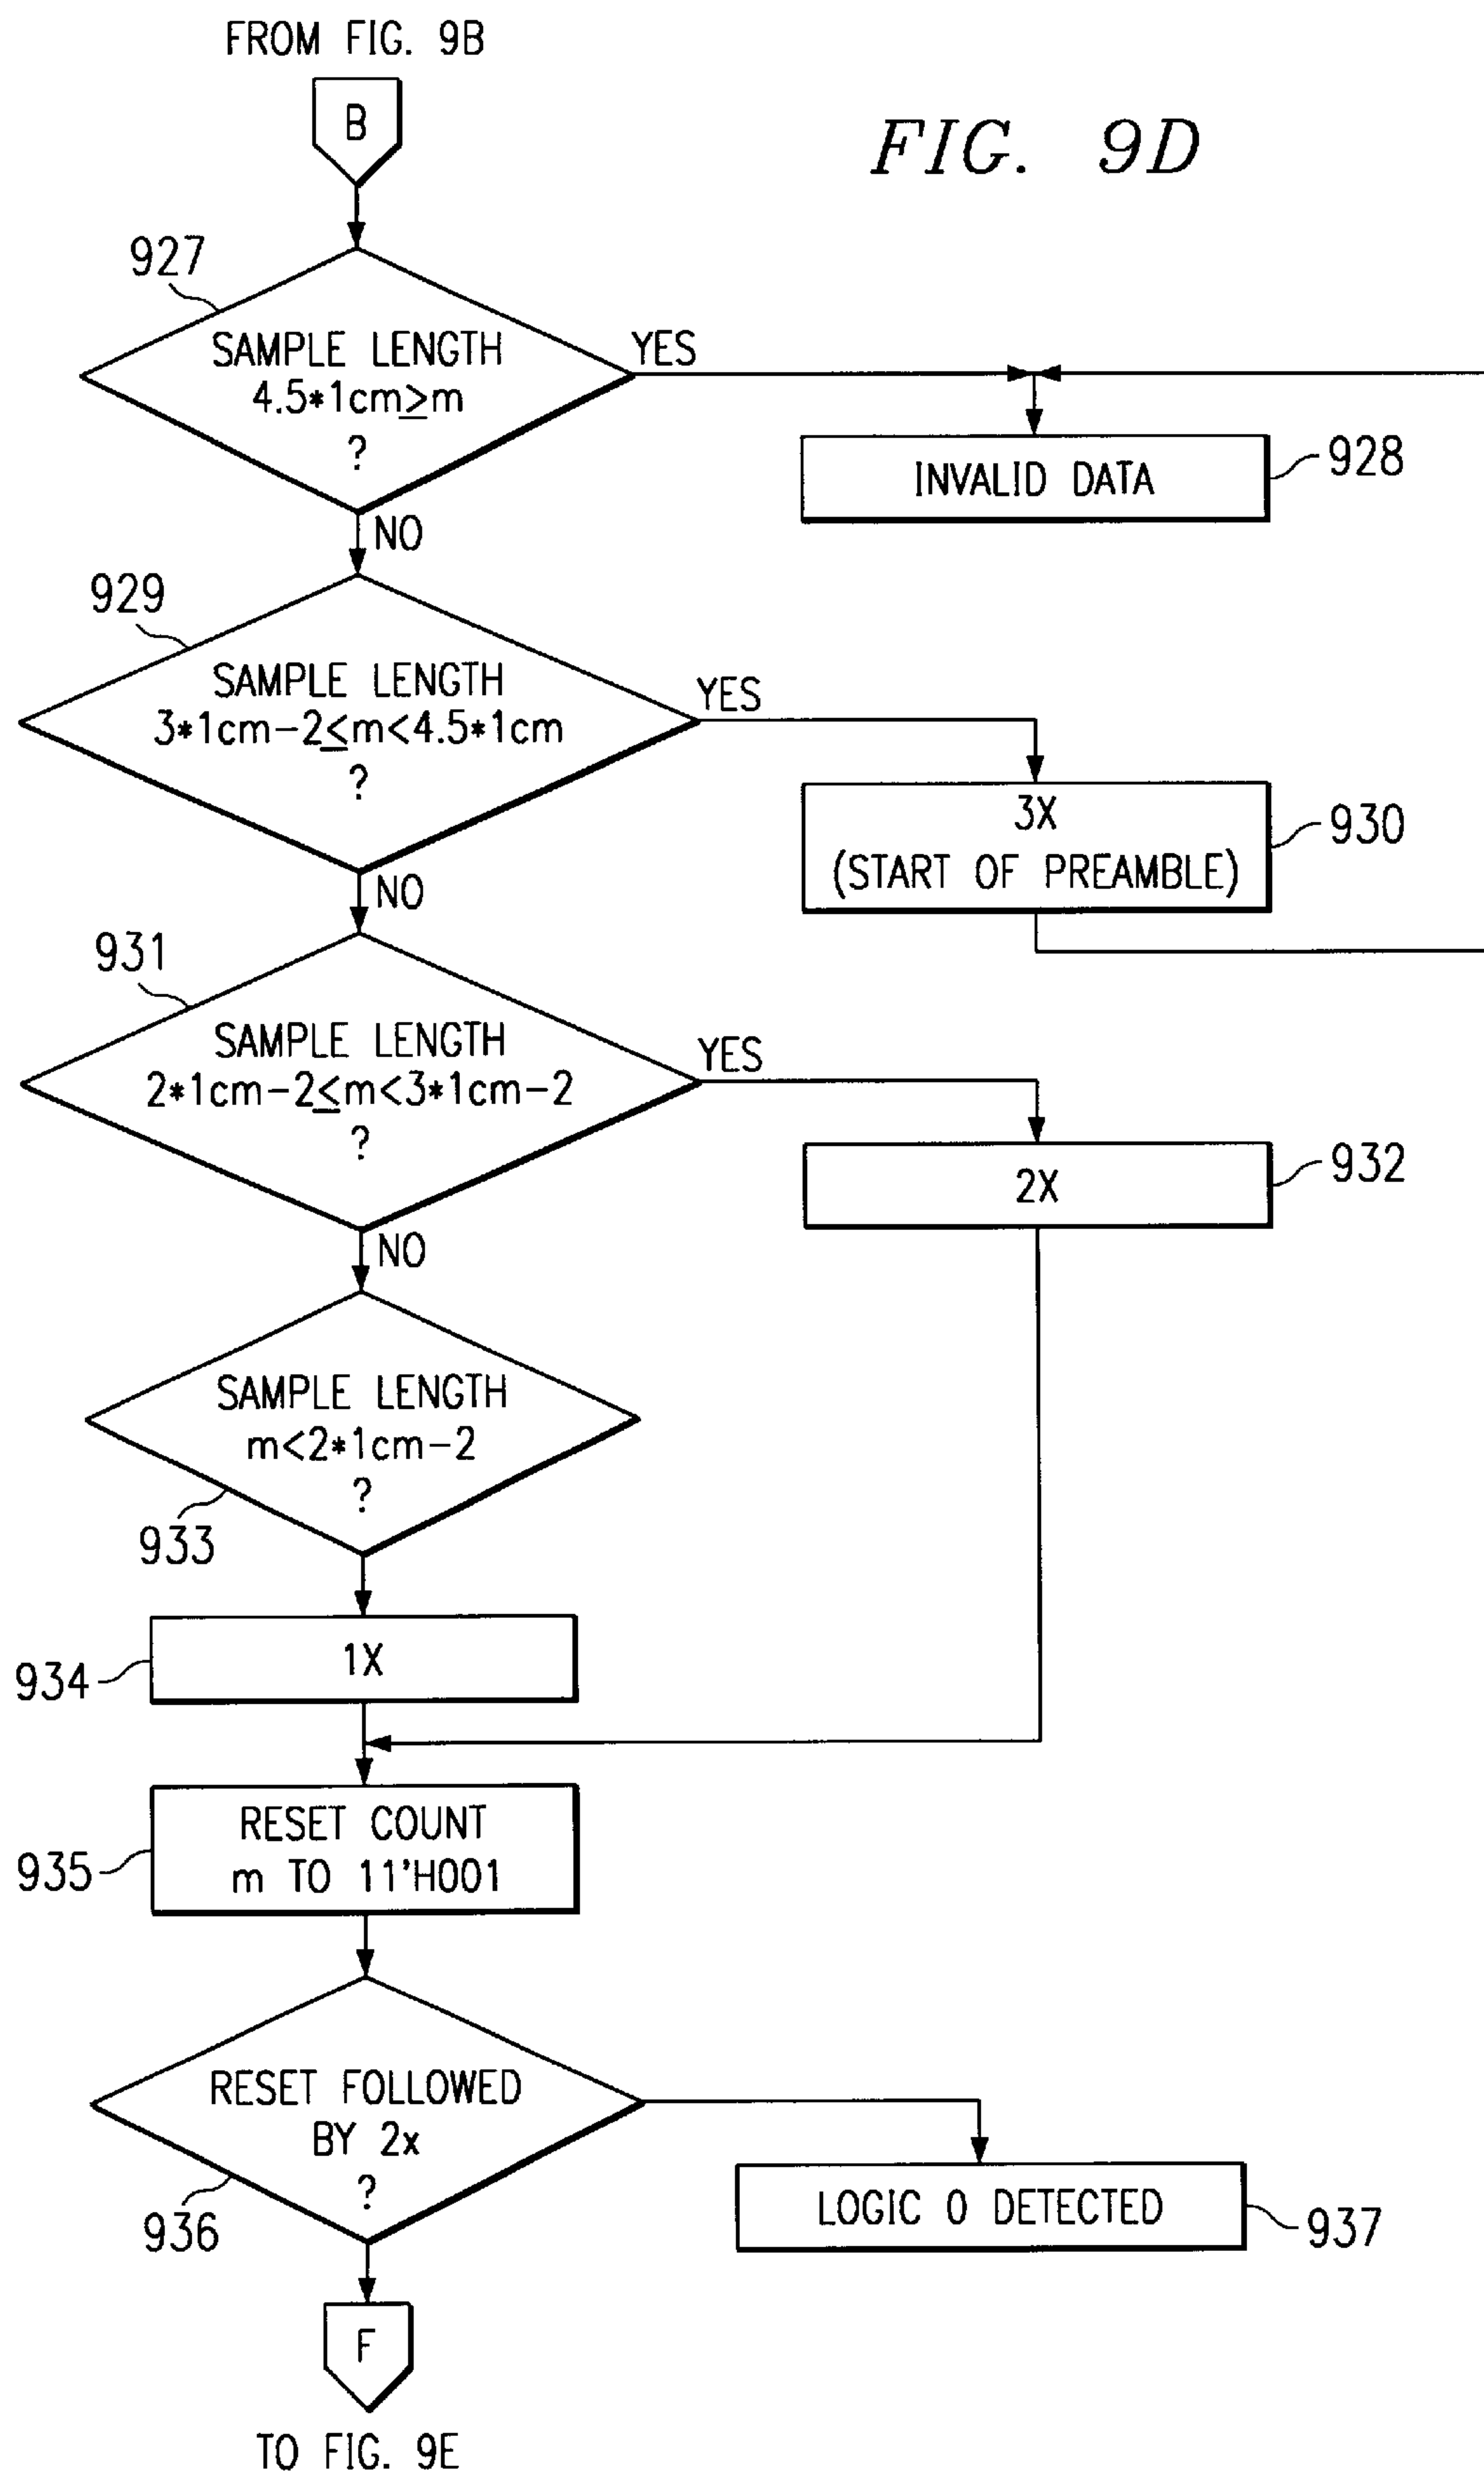 FROM FIG. 9B
B
FIG. 9D
927
SAMPLE LENGTH
4.5*1cm≥m
?
YES
NO
INVALID DATA
928
929
SAMPLE LENGTH
3*1cm-2≤m<4.5*1cm
?
YES
NO
3X
(START OF PREAMBLE)
930
931
SAMPLE LENGTH
2*1cm-2≤m<3*1cm-2
?
YES
NO
2X
932
SAMPLE LENGTH
m<2*1cm-2
?
933
1X
934
RESET COUNT
m TO 11'H001
935
RESET FOLLOWED
BY 2x
?
936
LOGIC 0 DETECTED
937
F
TO FIG. 9E